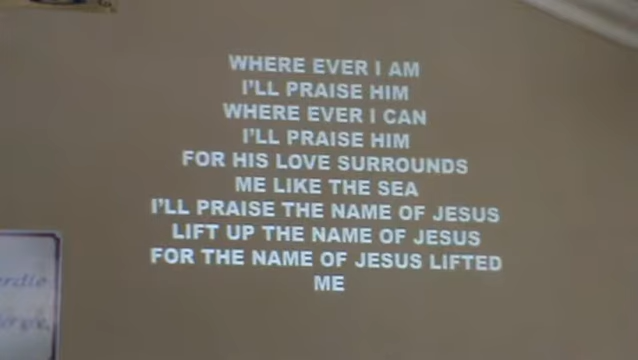 WHERE EVER I AM
I'LL PRAISE HIM
WHERE EVER I CAN
I'LL PRAISE HIM
FOR HIS LOVE SURROUNDS
ME LIKE THE SEA
I'LL PRAISE THE NAME OF JESUS
LIFT UP THE NAME OF JESUS
FOR THE NAME OF JESUS LIFTED
ME